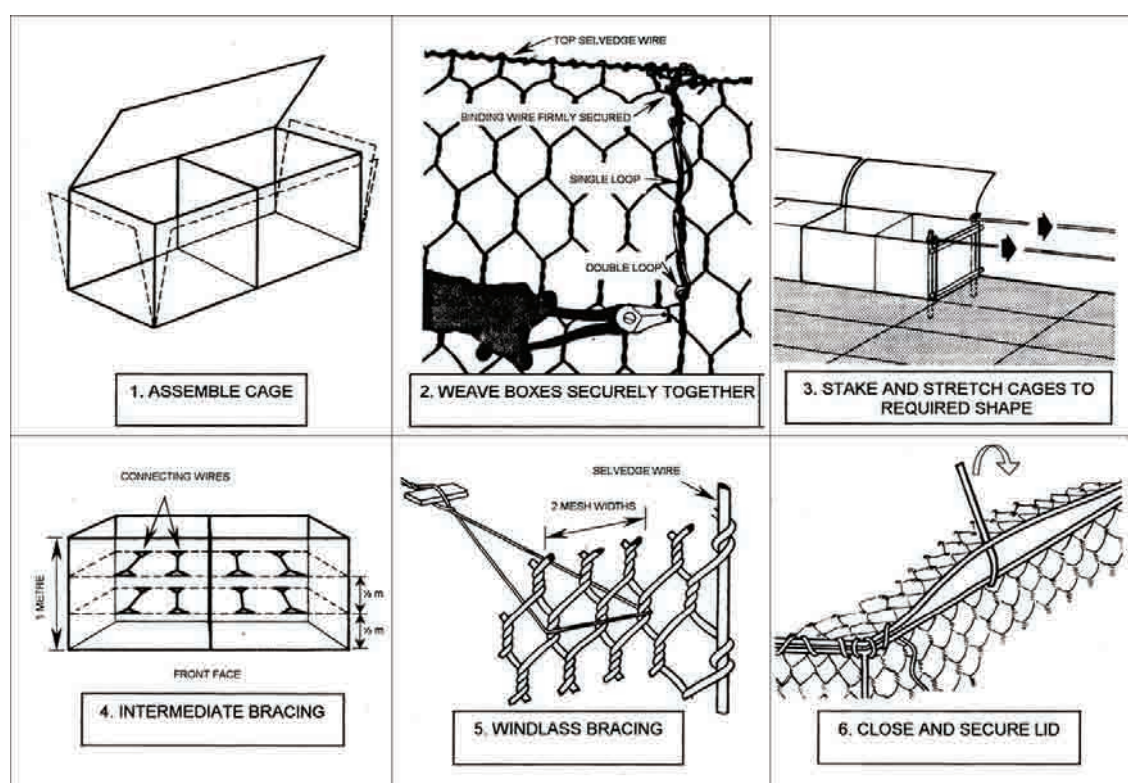 TOP SELVEDGE WIRE
BINDING WIRE FIRMLY SECURED
SINGLE LOOP
DOUBLE LOOP
1. ASSEMBLE CAGE
2. WEAVE BOXES SECURELY TOGETHER
3. STAKE AND STRETCH CAGES TO
REQUIRED SHAPE
CONNECTING WIRES
1 METRE
⅓ m
⅓ m
FRONT FACE
4. INTERMEDIATE BRACING
SELVEDGE WIRE
2 MESH WIDTHS
5. WINDLASS BRACING
6. CLOSE AND SECURE LID